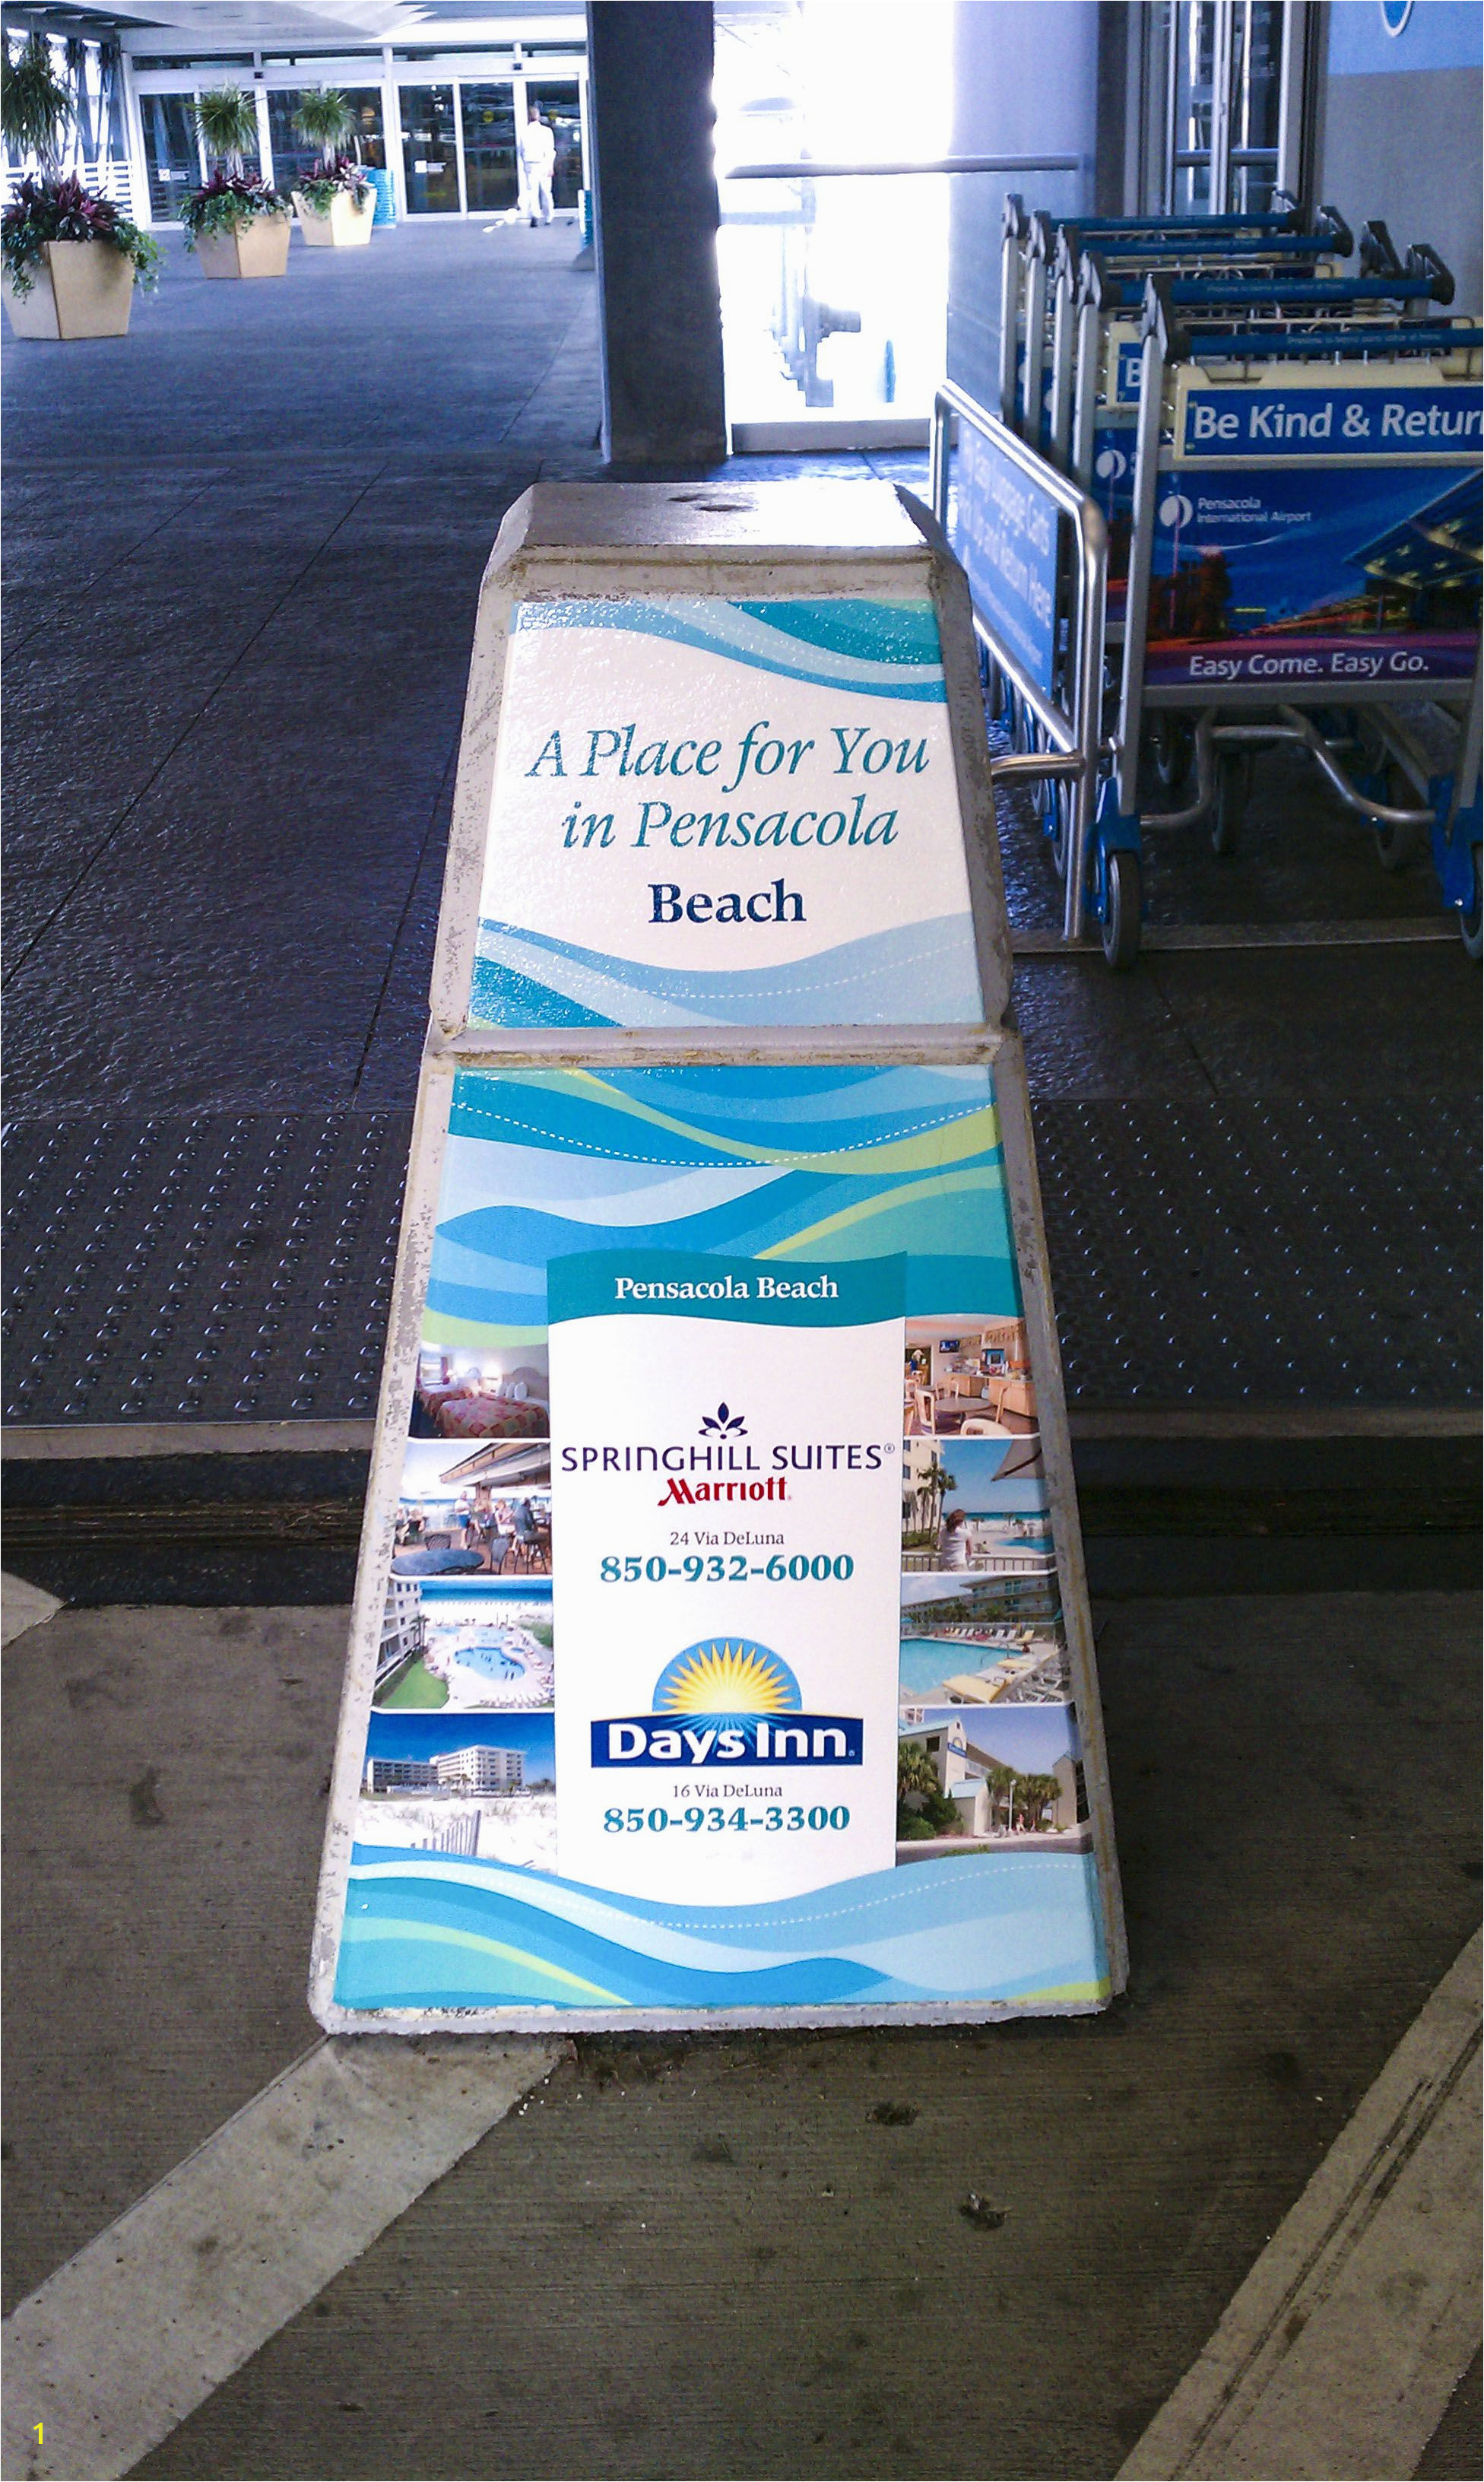 A Place for You
in Pensacola
Beach
Pensacola Beach
SPRINGHILL SUITES®
Marriott
24 Via DeLuna
850-932-6000
Days Inn
16 Via DeLuna
850-934-3300
B
Be Kind & Return
Pensacola
International Airport
Easy Come. Easy Go.
1